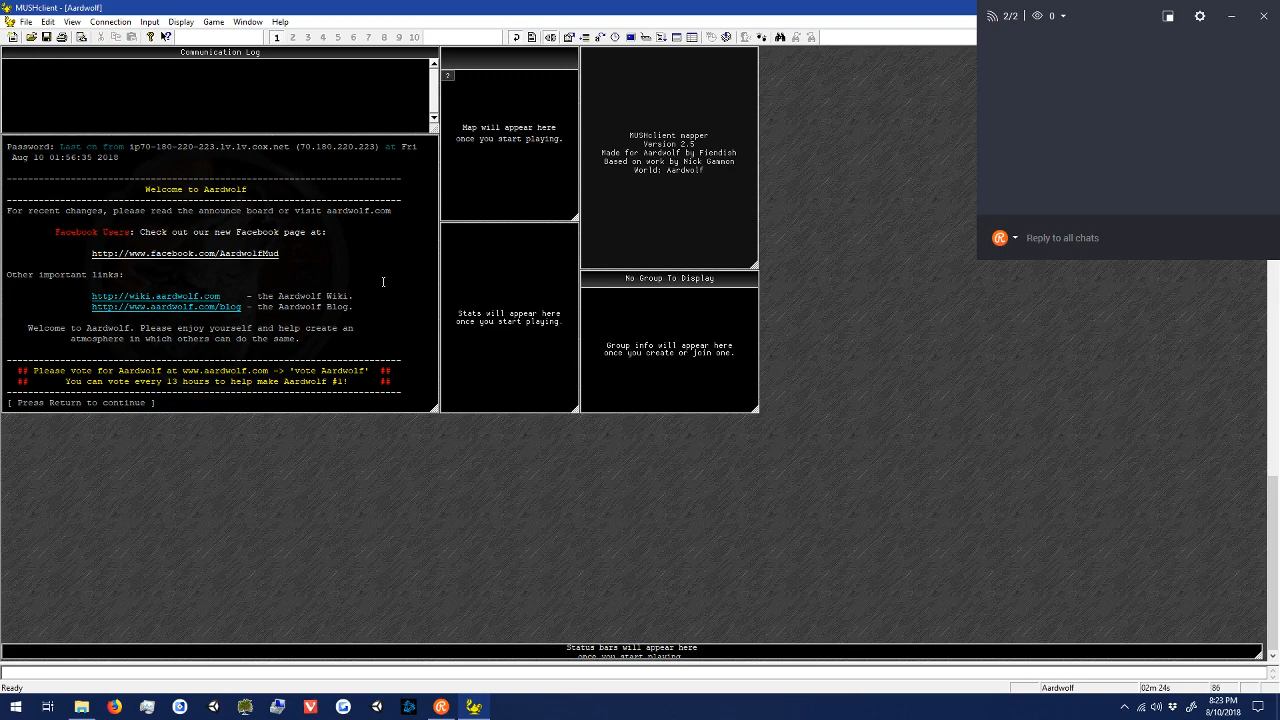 MUSHclient - [Aardwolf]
File Edit View Connection Input Display Game Window Help
1 2 3 4 5 6 7 8 9 10
2/2 0
Reply to all chats
Communication Log
Password: Last on from ip70-180-220-223.lv.lv.cox.net (70.180.220.223) at Fri
Aug 10 01:56:35 2018
--------------------------------------------------------------------------
Welcome to Aardwolf
--------------------------------------------------------------------------
For recent changes, please read the announce board or visit aardwolf.com
Facebook Users: Check out our new Facebook page at:
http://www.facebook.com/AardwolfMud
Other important links:
http://wiki.aardwolf.com - the Aardwolf Wiki.
http://www.aardwolf.com/blog - the Aardwolf Blog.
Welcome to Aardwolf. Please enjoy yourself and help create an
atmosphere in which others can do the same.
--------------------------------------------------------------------------
## Please vote for Aardwolf at www.aardwolf.com -> 'vote Aardwolf' ##
## You can vote every 13 hours to help make Aardwolf #1! ##
--------------------------------------------------------------------------
[ Press Return to continue ]
?
Map will appear here
once you start playing.
Stats will appear here
once you start playing.
MUSHclient mapper
Version 2.5
Made for Aardwolf by Fiendish
Based on work by Nick Gammon
World: Aardwolf
No Group To Display
Group info will appear here
once you create or join one.
Status bars will appear here
once you start playing.
Ready Aardwolf 02m 24s 86
8:23 PM
8/10/2018